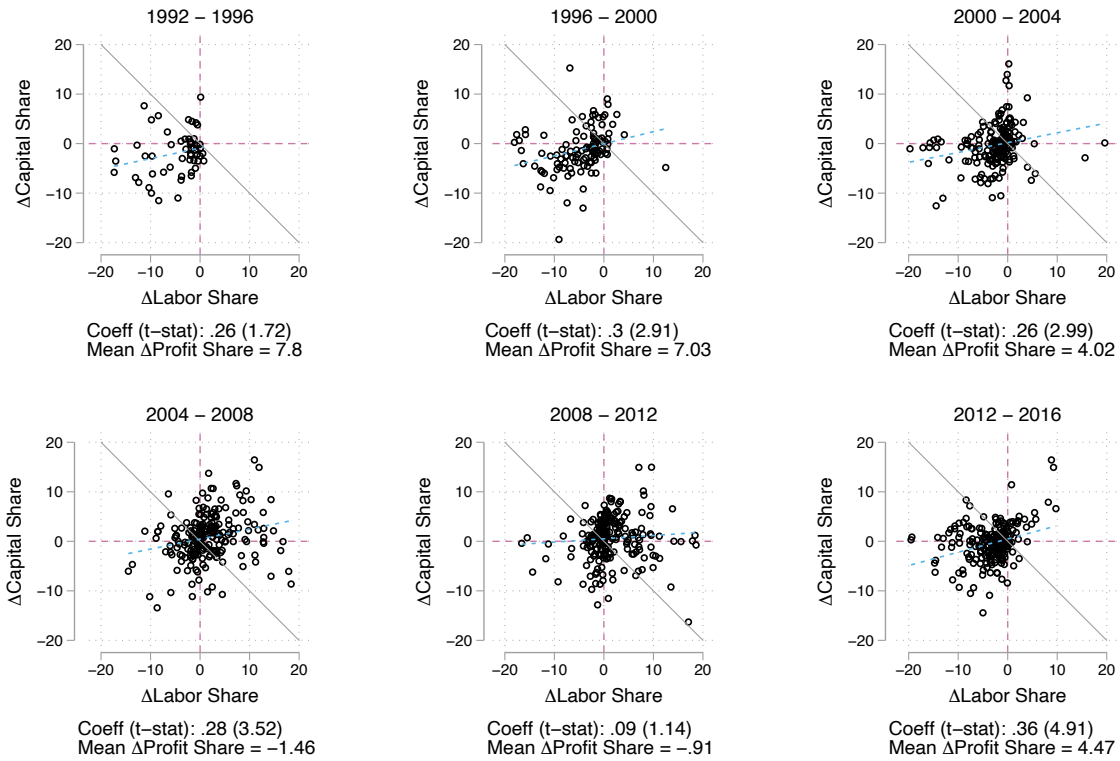 1992 – 1996
20
10
0
−10
−20
ΔCapital Share
−20 −10 0 10 20
ΔLabor Share
Coeff (t−stat): .26 (1.72)
Mean ΔProfit Share = 7.8
1996 – 2000
20
10
0
−10
−20
ΔCapital Share
−20 −10 0 10 20
ΔLabor Share
Coeff (t−stat): .3 (2.91)
Mean ΔProfit Share = 7.03
2000 – 2004
20
10
0
−10
−20
ΔCapital Share
−20 −10 0 10 20
ΔLabor Share
Coeff (t−stat): .26 (2.99)
Mean ΔProfit Share = 4.02
2004 – 2008
20
10
0
−10
−20
ΔCapital Share
−20 −10 0 10 20
ΔLabor Share
Coeff (t−stat): .28 (3.52)
Mean ΔProfit Share = −1.46
2008 – 2012
20
10
0
−10
−20
ΔCapital Share
−20 −10 0 10 20
ΔLabor Share
Coeff (t−stat): .09 (1.14)
Mean ΔProfit Share = −.91
2012 – 2016
20
10
0
−10
−20
ΔCapital Share
−20 −10 0 10 20
ΔLabor Share
Coeff (t−stat): .36 (4.91)
Mean ΔProfit Share = 4.47